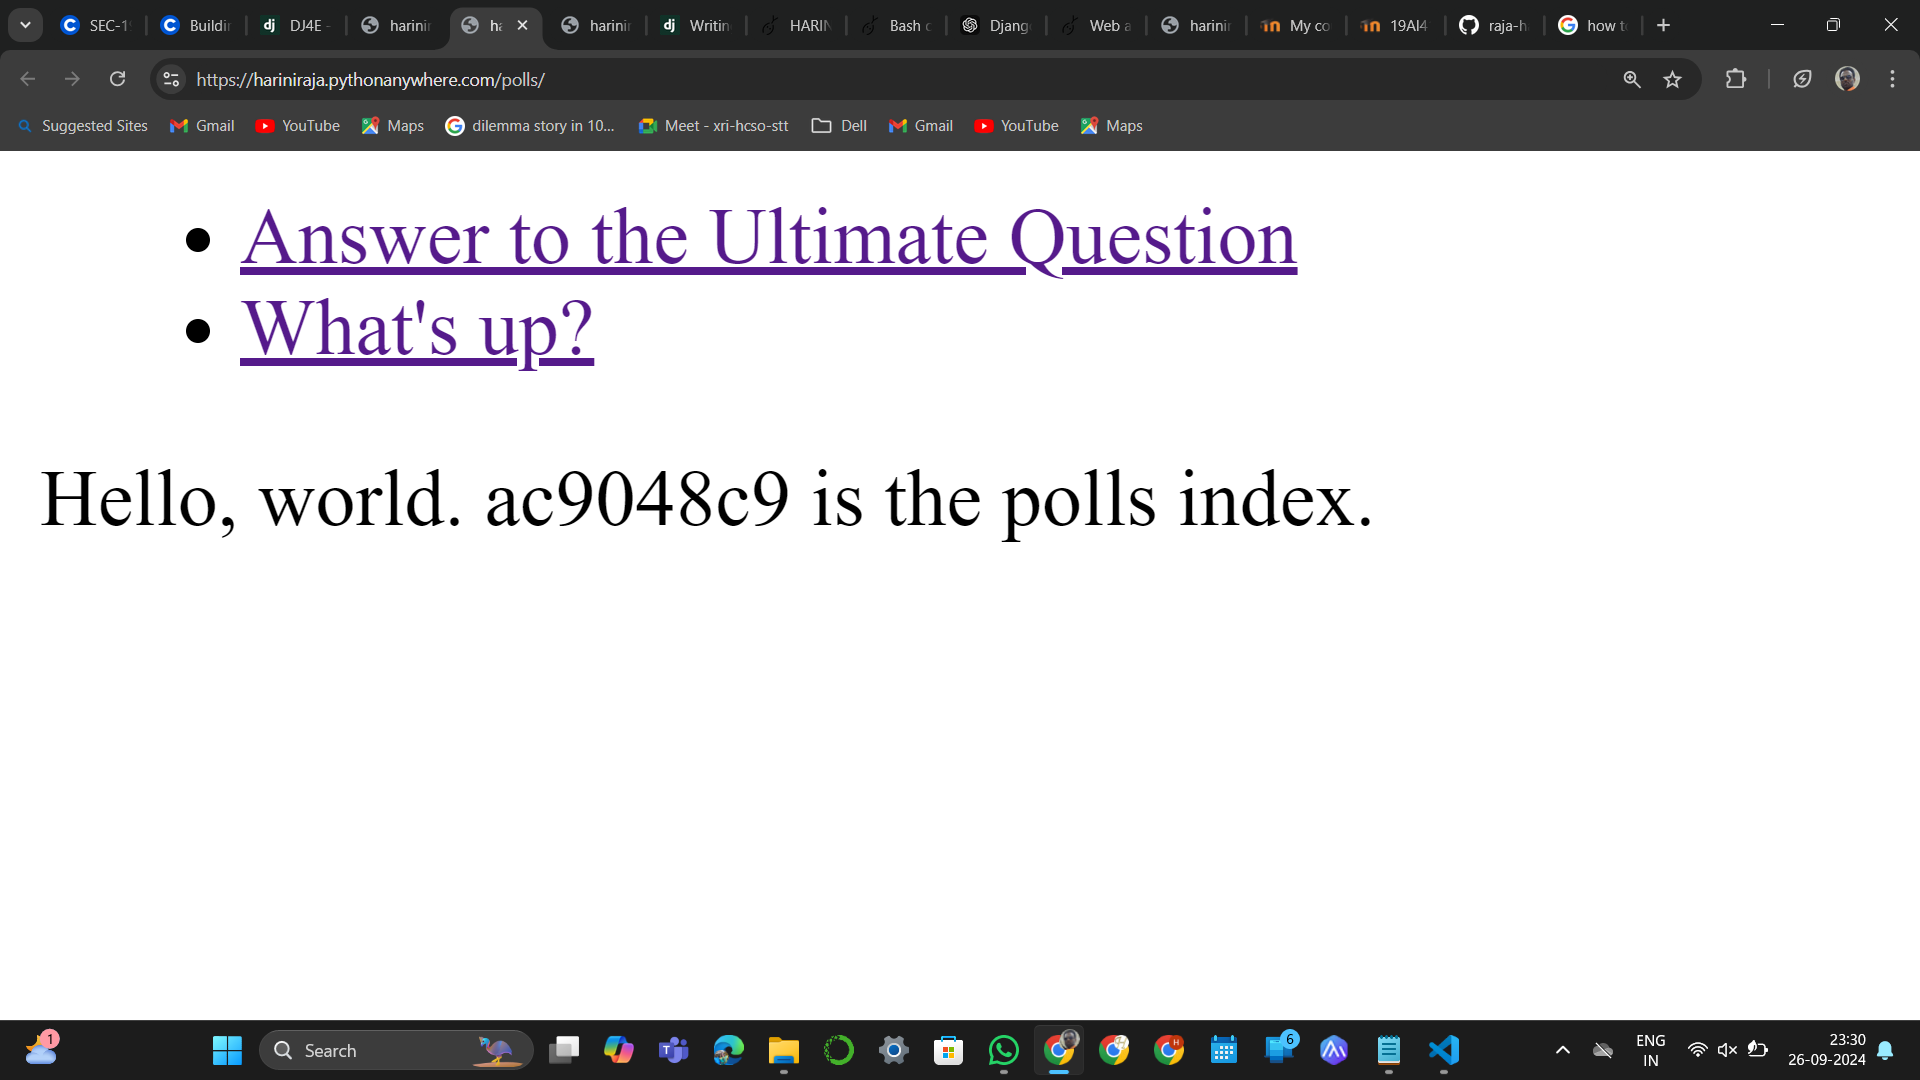 SEC-19
Buildin
DJ4E -
harinir
ha
harinir
Writin
HARIN
Bash c
Djang
Web a
harinir
My co
19AI4
raja-h
how to
https://hariniraja.pythonanywhere.com/polls/
Suggested Sites
Gmail
YouTube
Maps
dilemma story in 10...
Meet - xri-hcso-stt
Dell
Gmail
YouTube
Maps
Answer to the Ultimate Question
What's up?
Hello, world. ac9048c9 is the polls index.
1
Search
6
ENG
IN
23:30
26-09-2024